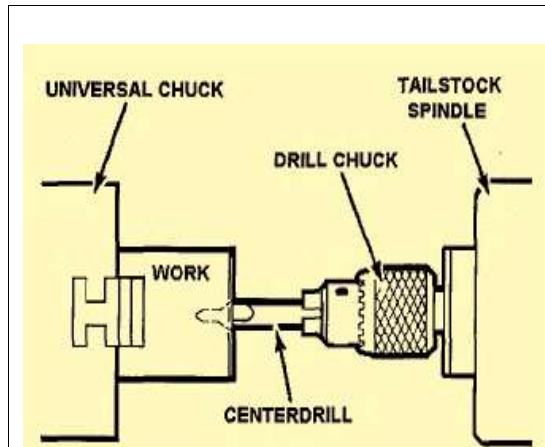 UNIVERSAL CHUCK
TAILSTOCK
SPINDLE
DRILL CHUCK
WORK
CENTERDRILL